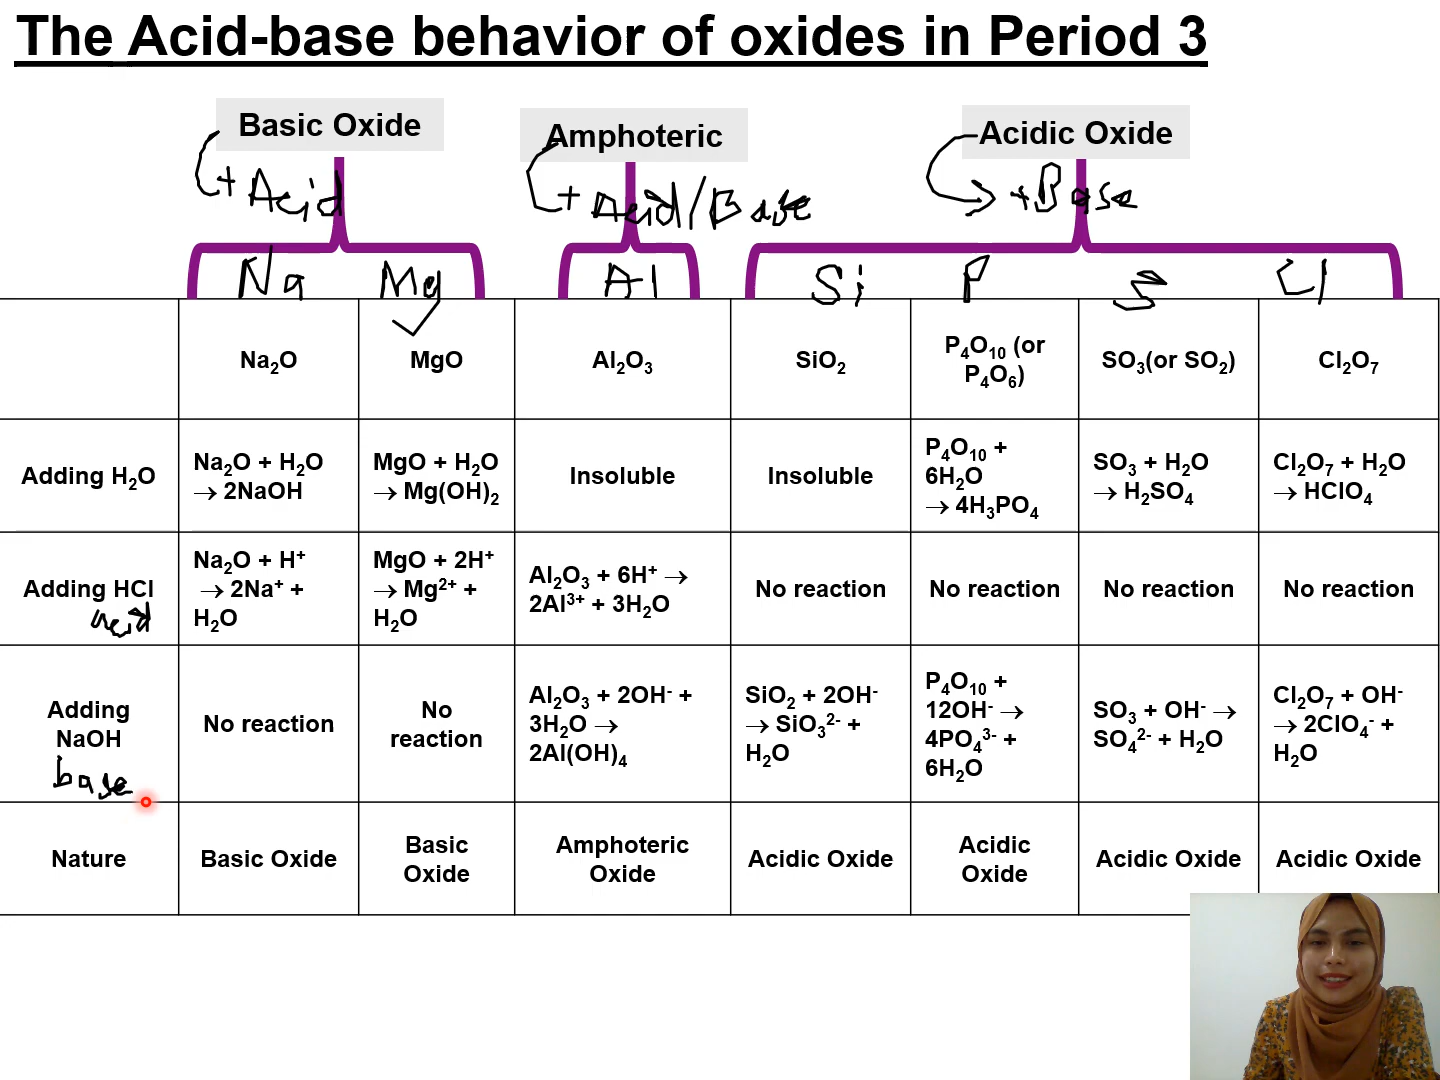 The Acid-base behavior of oxides in Period 3
Basic Oxide
Amphoteric
Acidic Oxide
+ Acid
+ Acid/Base
+ Base
Na
Mg
Al
Si
P
S
Cl
Na₂O
MgO
Al₂O₃
SiO₂
P₄O₁₀ (or
P₄O₆)
SO₃(or SO₂)
Cl₂O₇
Adding H₂O
Na₂O + H₂O
→ 2NaOH
MgO + H₂O
→ Mg(OH)₂
Insoluble
Insoluble
P₄O₁₀ +
6H₂O
→ 4H₃PO₄
SO₃ + H₂O
→ H₂SO₄
Cl₂O₇ + H₂O
→ HClO₄
Adding HCl
acid
Na₂O + H⁺
→ 2Na⁺ +
H₂O
MgO + 2H⁺
→ Mg²⁺ +
H₂O
Al₂O₃ + 6H⁺ →
2Al³⁺ + 3H₂O
No reaction
No reaction
No reaction
No reaction
Adding
NaOH
base
No reaction
No
reaction
Al₂O₃ + 2OH⁻ +
3H₂O →
2Al(OH)₄
SiO₂ + 2OH⁻
→ SiO₃²⁻ +
H₂O
P₄O₁₀ +
12OH⁻ →
4PO₄³⁻ +
6H₂O
SO₃ + OH⁻ →
SO₄²⁻ + H₂O
Cl₂O₇ + OH⁻
→ 2ClO₄⁻ +
H₂O
Nature
Basic Oxide
Basic
Oxide
Amphoteric
Oxide
Acidic Oxide
Acidic
Oxide
Acidic Oxide
Acidic Oxide